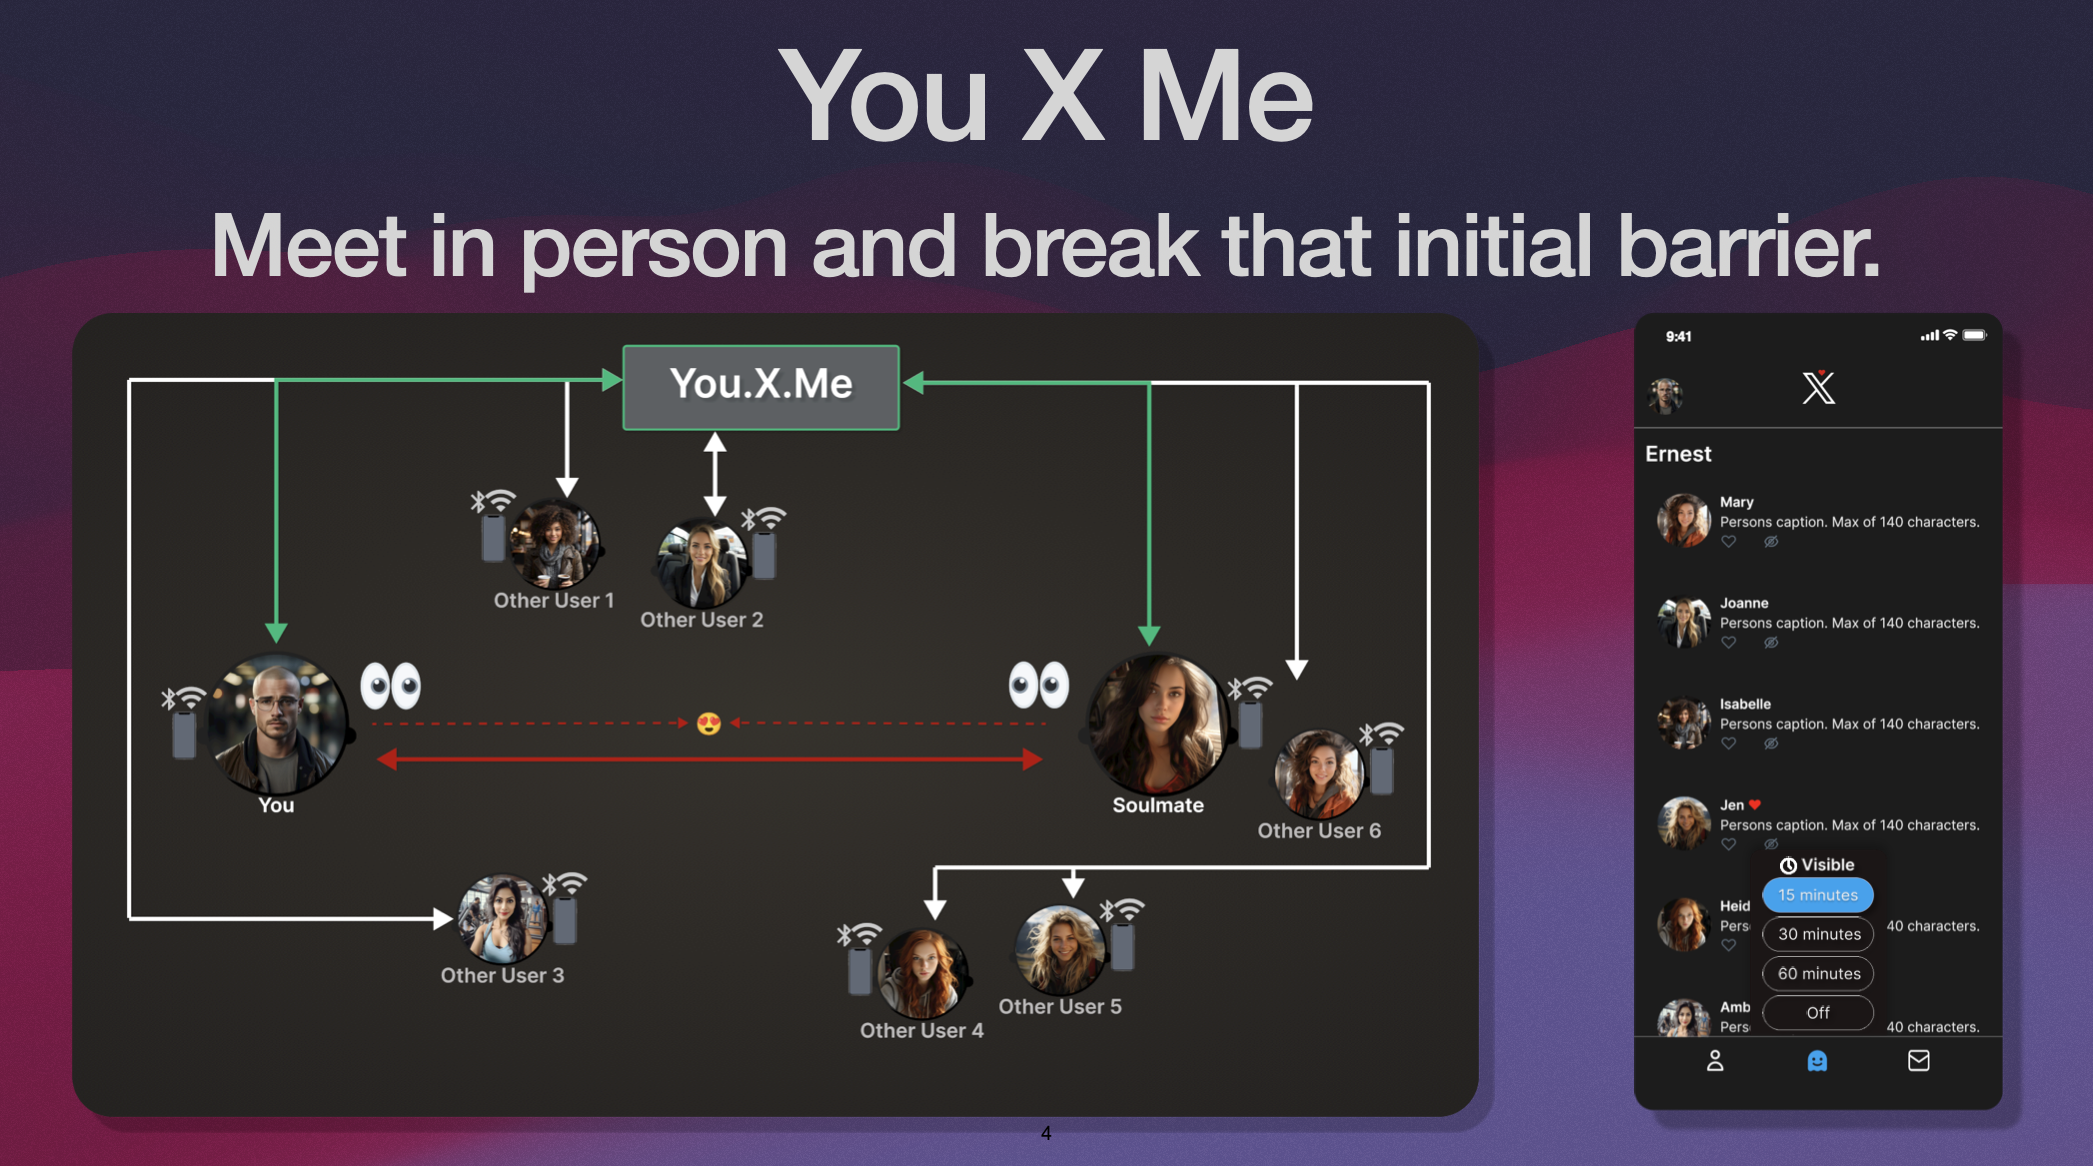 You X Me
Meet in person and break that initial barrier.
You.X.Me
Other User 1
Other User 2
You
Soulmate
Other User 6
Other User 3
Other User 4
Other User 5
9:41
X
Ernest
Mary
Persons caption. Max of 140 characters.
Joanne
Persons caption. Max of 140 characters.
Isabelle
Persons caption. Max of 140 characters.
Jen
Persons caption. Max of 140 characters.
Visible
15 minutes
30 minutes
60 minutes
Off
Heid
Pers 40 characters.
Amb
Pers 40 characters.
4